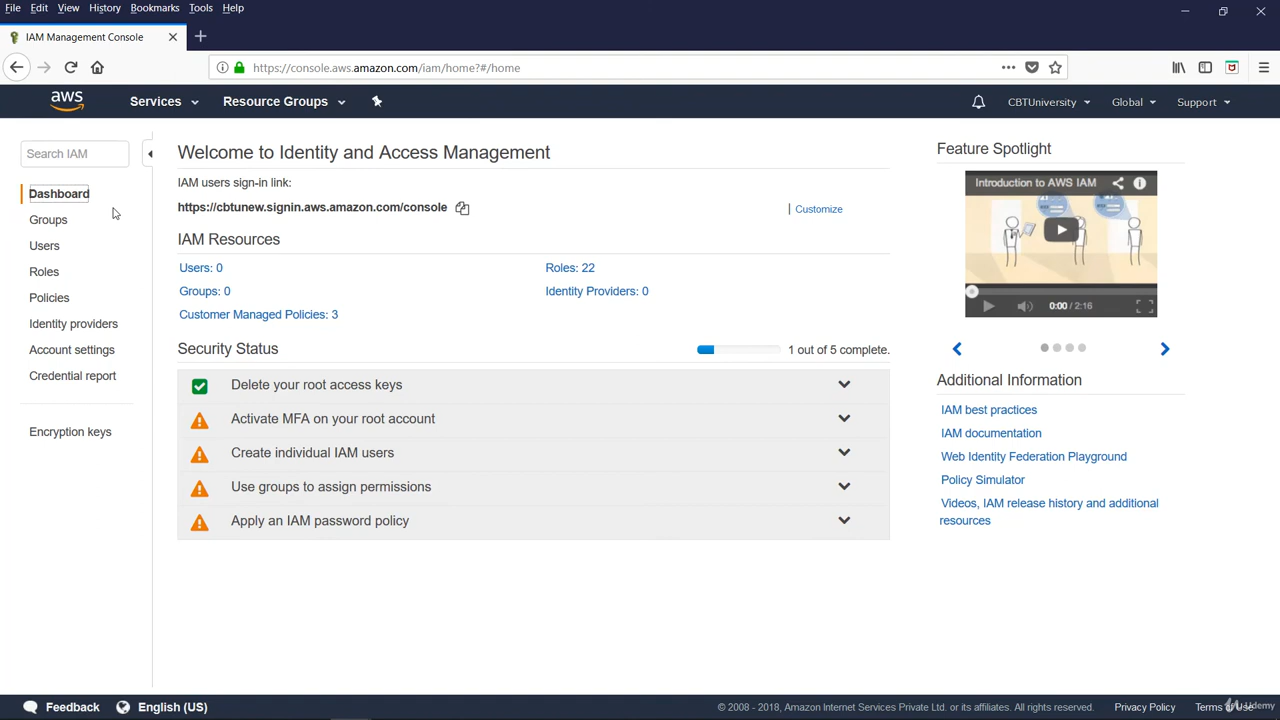 File Edit View History Bookmarks Tools Help
IAM Management Console
https://console.aws.amazon.com/iam/home?#/home
aws Services Resource Groups CBTUniversity Global Support
Search IAM
Dashboard
Groups
Users
Roles
Policies
Identity providers
Account settings
Credential report
Encryption keys
Welcome to Identity and Access Management
IAM users sign-in link:
https://cbtunew.signin.aws.amazon.com/console
Customize
IAM Resources
Users: 0
Roles: 22
Groups: 0
Identity Providers: 0
Customer Managed Policies: 3
Security Status
1 out of 5 complete.
Delete your root access keys
Activate MFA on your root account
Create individual IAM users
Use groups to assign permissions
Apply an IAM password policy
Feature Spotlight
Introduction to AWS IAM
0:00 / 2:16
Additional Information
IAM best practices
IAM documentation
Web Identity Federation Playground
Policy Simulator
Videos, IAM release history and additional
resources
Feedback English (US)
© 2008 - 2018, Amazon Internet Services Private Ltd. or its affiliates. All rights reserved. Privacy Policy Terms of Use
Udemy